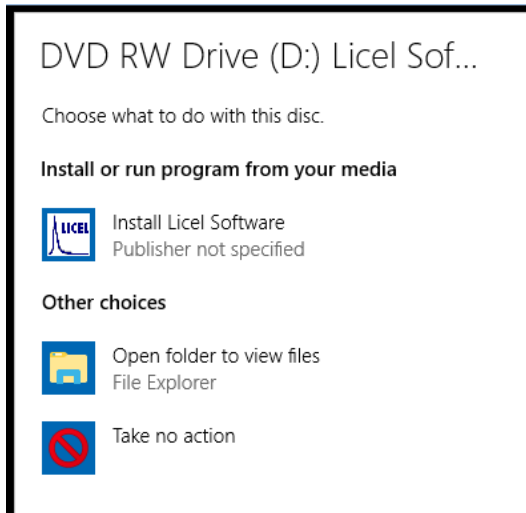 DVD RW Drive (D:) Licel Sof...
Choose what to do with this disc.
Install or run program from your media
LICEL
Install Licel Software
Publisher not specified
Other choices
Open folder to view files
File Explorer
Take no action